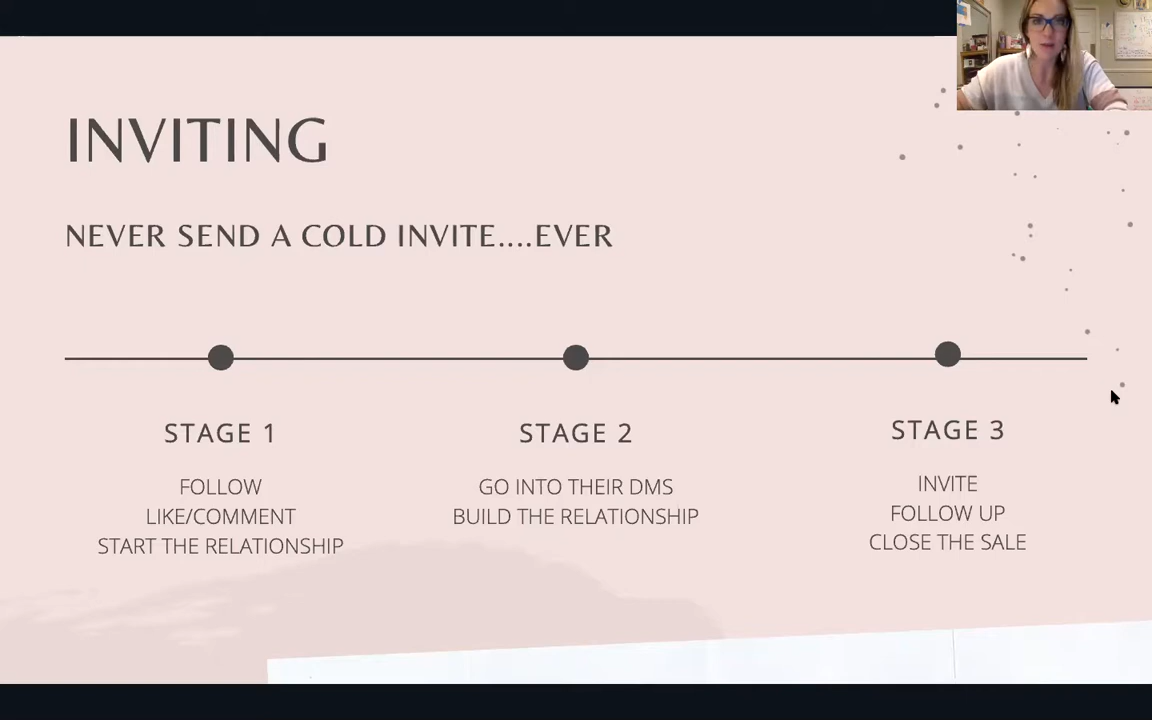 INVITING
NEVER SEND A COLD INVITE....EVER
STAGE 1
FOLLOW
LIKE/COMMENT
START THE RELATIONSHIP
STAGE 2
GO INTO THEIR DMS
BUILD THE RELATIONSHIP
STAGE 3
INVITE
FOLLOW UP
CLOSE THE SALE